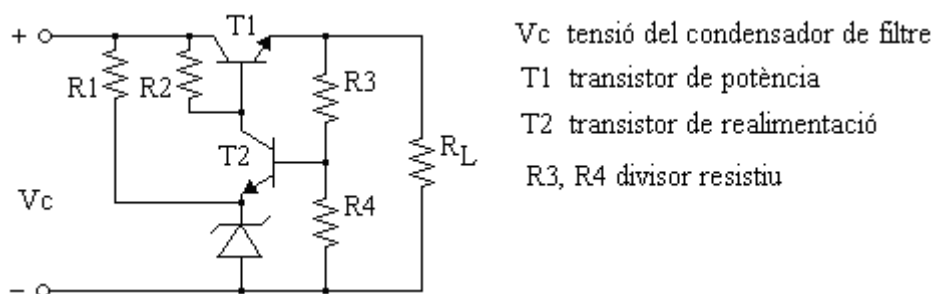 +
T1
R1
R2
R3
T2
R_L
Vc
R4
−
Vc tensió del condensador de filtre
T1 transistor de potència
T2 transistor de realimentació
R3, R4 divisor resistiu